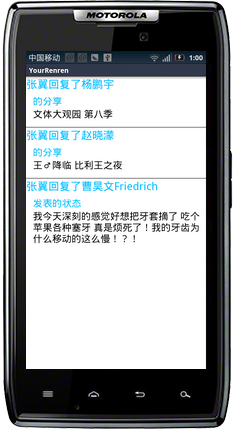 MOTOROLA
中国移动 1:00
YourRenren
张翼回复了杨鹏宇
的分享
文体大观园 第八季
张翼回复了赵晓濛
的分享
王♂降临 比利王之夜
张翼回复了曹昊文Friedrich
发表的状态
我今天深刻的感觉好想把牙套摘了 吃个
苹果各种塞牙 真是烦死了！我的牙齿为
什么移动的这么慢！？！